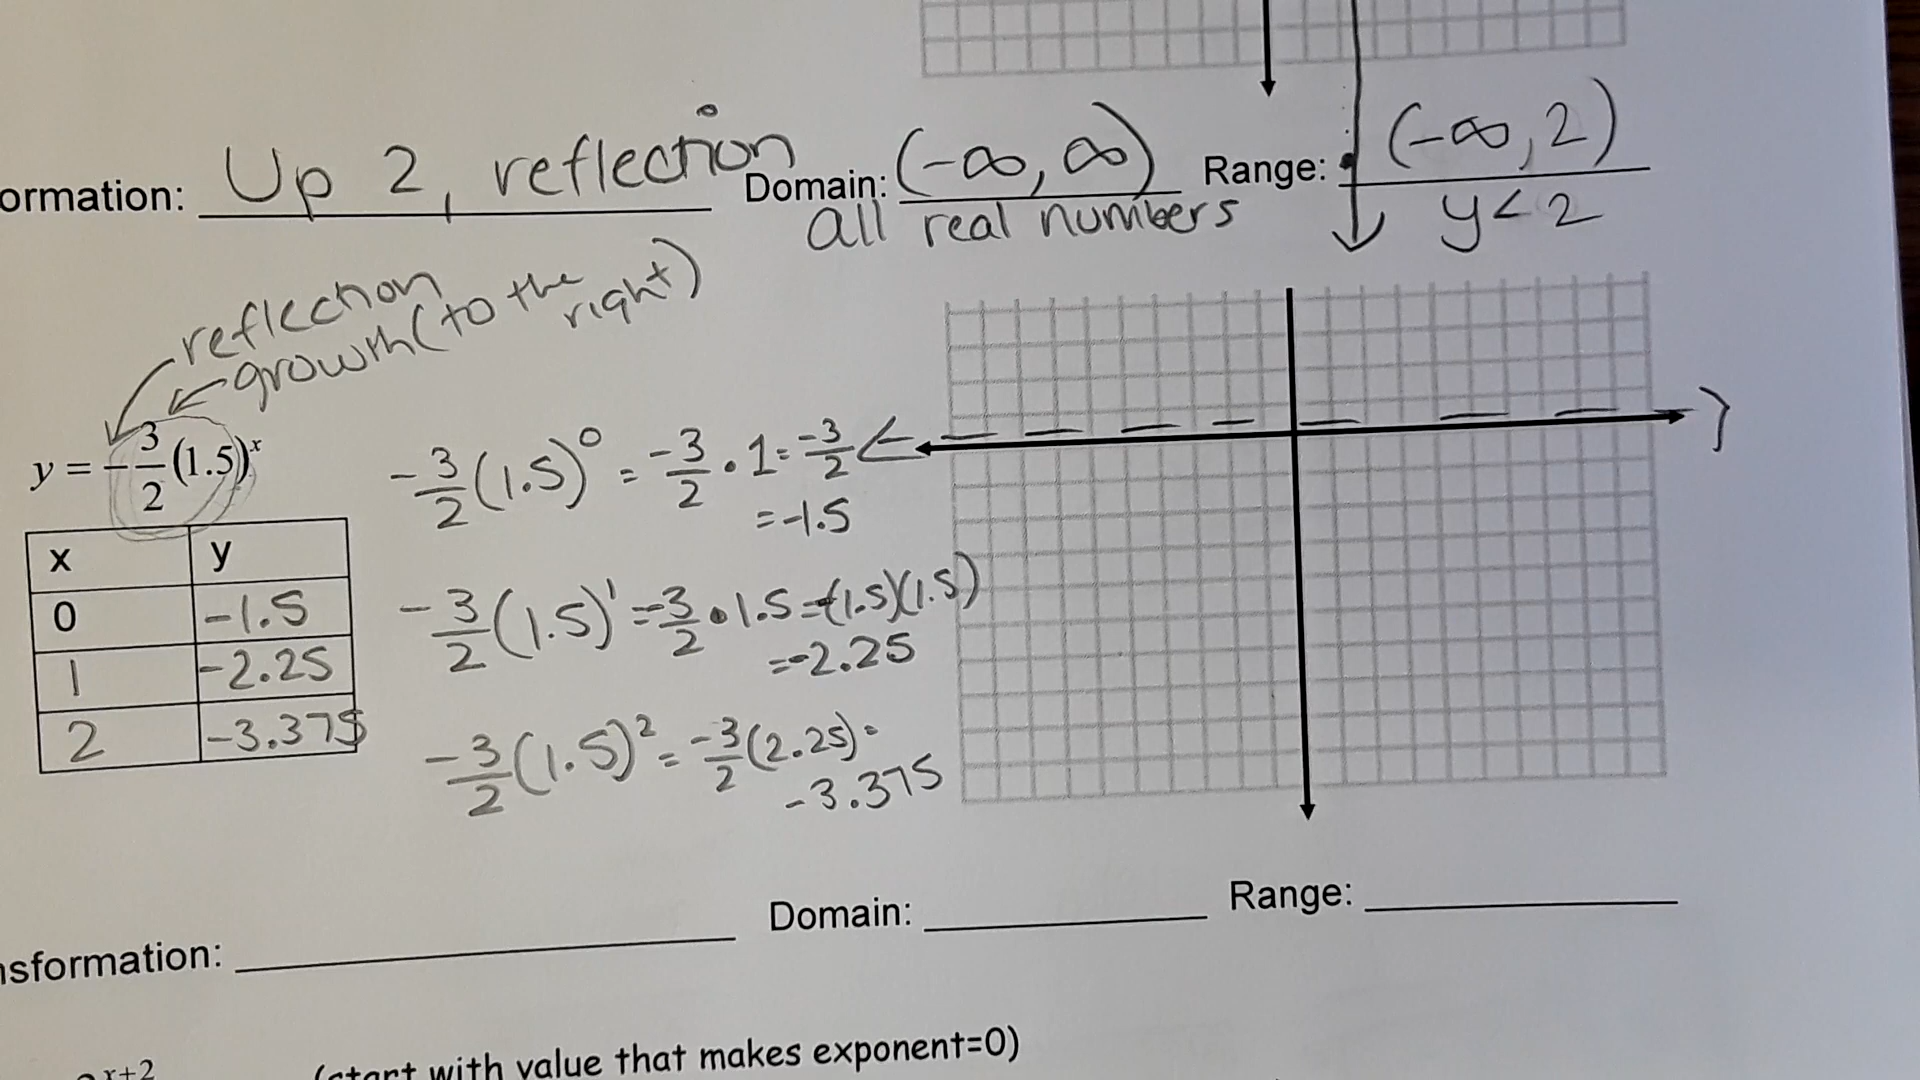 ormation: Up 2, reflection Domain: (-∞, ∞) Range: (-∞, 2)
all real numbers y < 2
reflection
growth (to the right)
y = -3/2(1.5)^x
-3/2(1.5)^0 = -3/2 · 1 = -3/2
= -1.5
x y
0 -1.5
1 -2.25
2 -3.375
-3/2(1.5)^1 = -3/2 · 1.5 = -(1.5)(1.5)
= -2.25
-3/2(1.5)^2 = -3/2(2.25) =
-3.375
nsformation: Domain: Range:
x+2 (start with value that makes exponent=0)